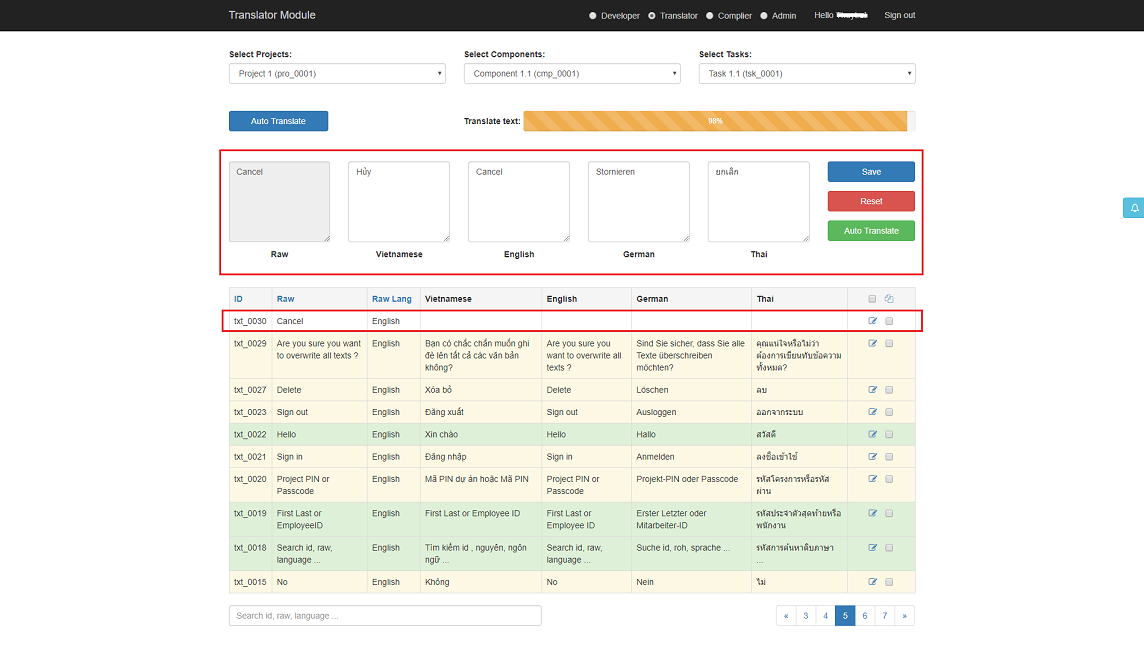 Translator Module Developer Translator Complier Admin Hello Sign out
Select Projects: Select Components: Select Tasks:
Project 1 (pro_0001) Component 1.1 (cmp_0001) Task 1.1 (tsk_0001)
Auto Translate Translate text: 98%
Cancel Hủy Cancel Stornieren ยกเลิก Save
Reset
Auto Translate
Raw Vietnamese English German Thai
ID Raw Raw Lang Vietnamese English German Thai
txt_0030 Cancel English
txt_0029 Are you sure you want English Bạn có chắc chắn muốn ghi Are you sure you Sind Sie sicher, dass Sie alle คุณแน่ใจหรือไม่ว่า
to overwrite all texts ? đè lên tất cả các văn bản want to overwrite all Texte überschreiben ต้องการเขียนทับข้อความ
không? texts ? möchten? ทั้งหมด?
txt_0027 Delete English Xóa bỏ Delete Löschen ลบ
txt_0023 Sign out English Đăng xuất Sign out Ausloggen ออกจากระบบ
txt_0022 Hello English Xin chào Hello Hallo สวัสดี
txt_0021 Sign in English Đăng nhập Sign in Anmelden ลงชื่อเข้าใช้
txt_0020 Project PIN or English Mã PIN dự án hoặc Mã PIN Project PIN or Projekt-PIN oder Passcode รหัสโครงการหรือรหัส
Passcode Passcode ผ่าน
txt_0019 First Last or English First Last or Employee ID First Last or Erster Letzter oder รหัสประจำตัวสุดท้ายหรือ
EmployeeID Employee ID Mitarbeiter-ID พนักงาน
txt_0018 Search id, raw, English Tìm kiếm id , nguyên, ngôn Search id, raw, Suche id, roh, sprache ... รหัสการค้นหาดิบภาษา
language ... ngữ ... language ... ...
txt_0015 No English Không No Nein ไม่
Search id, raw, language ... « 3 4 5 6 7 »